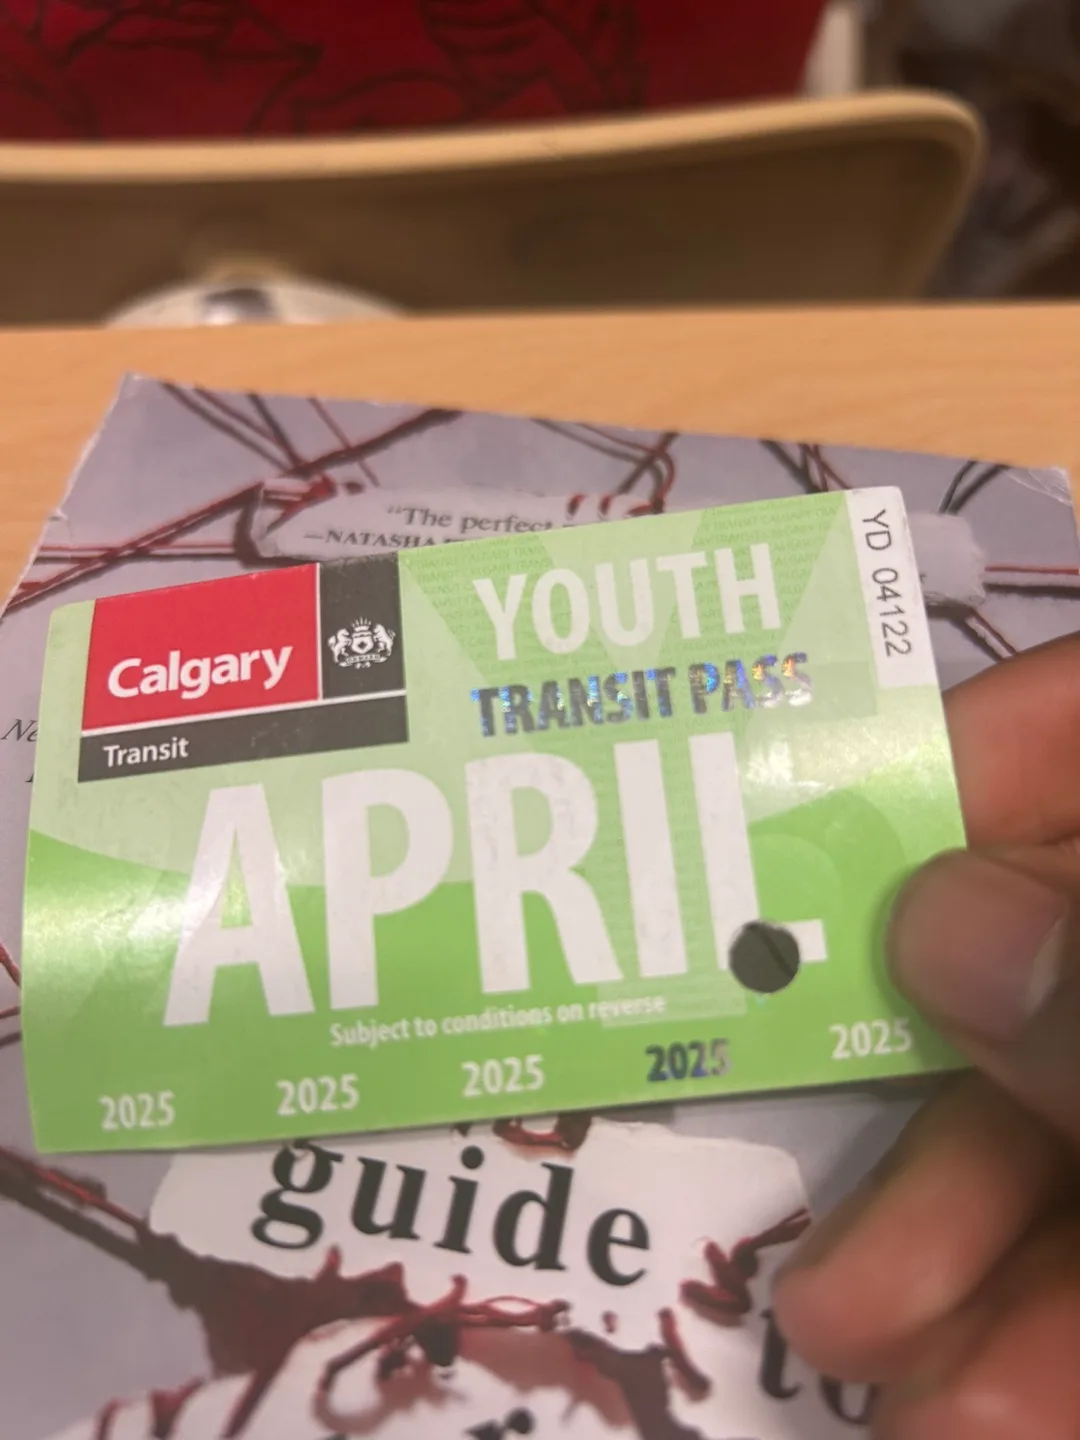 "The perfect
—NATASHA
Calgary
Transit
YOUTH
TRANSIT PASS
YD 04122
APRIL
Subject to conditions on reverse
2025 2025 2025 2025 2025
guide
to